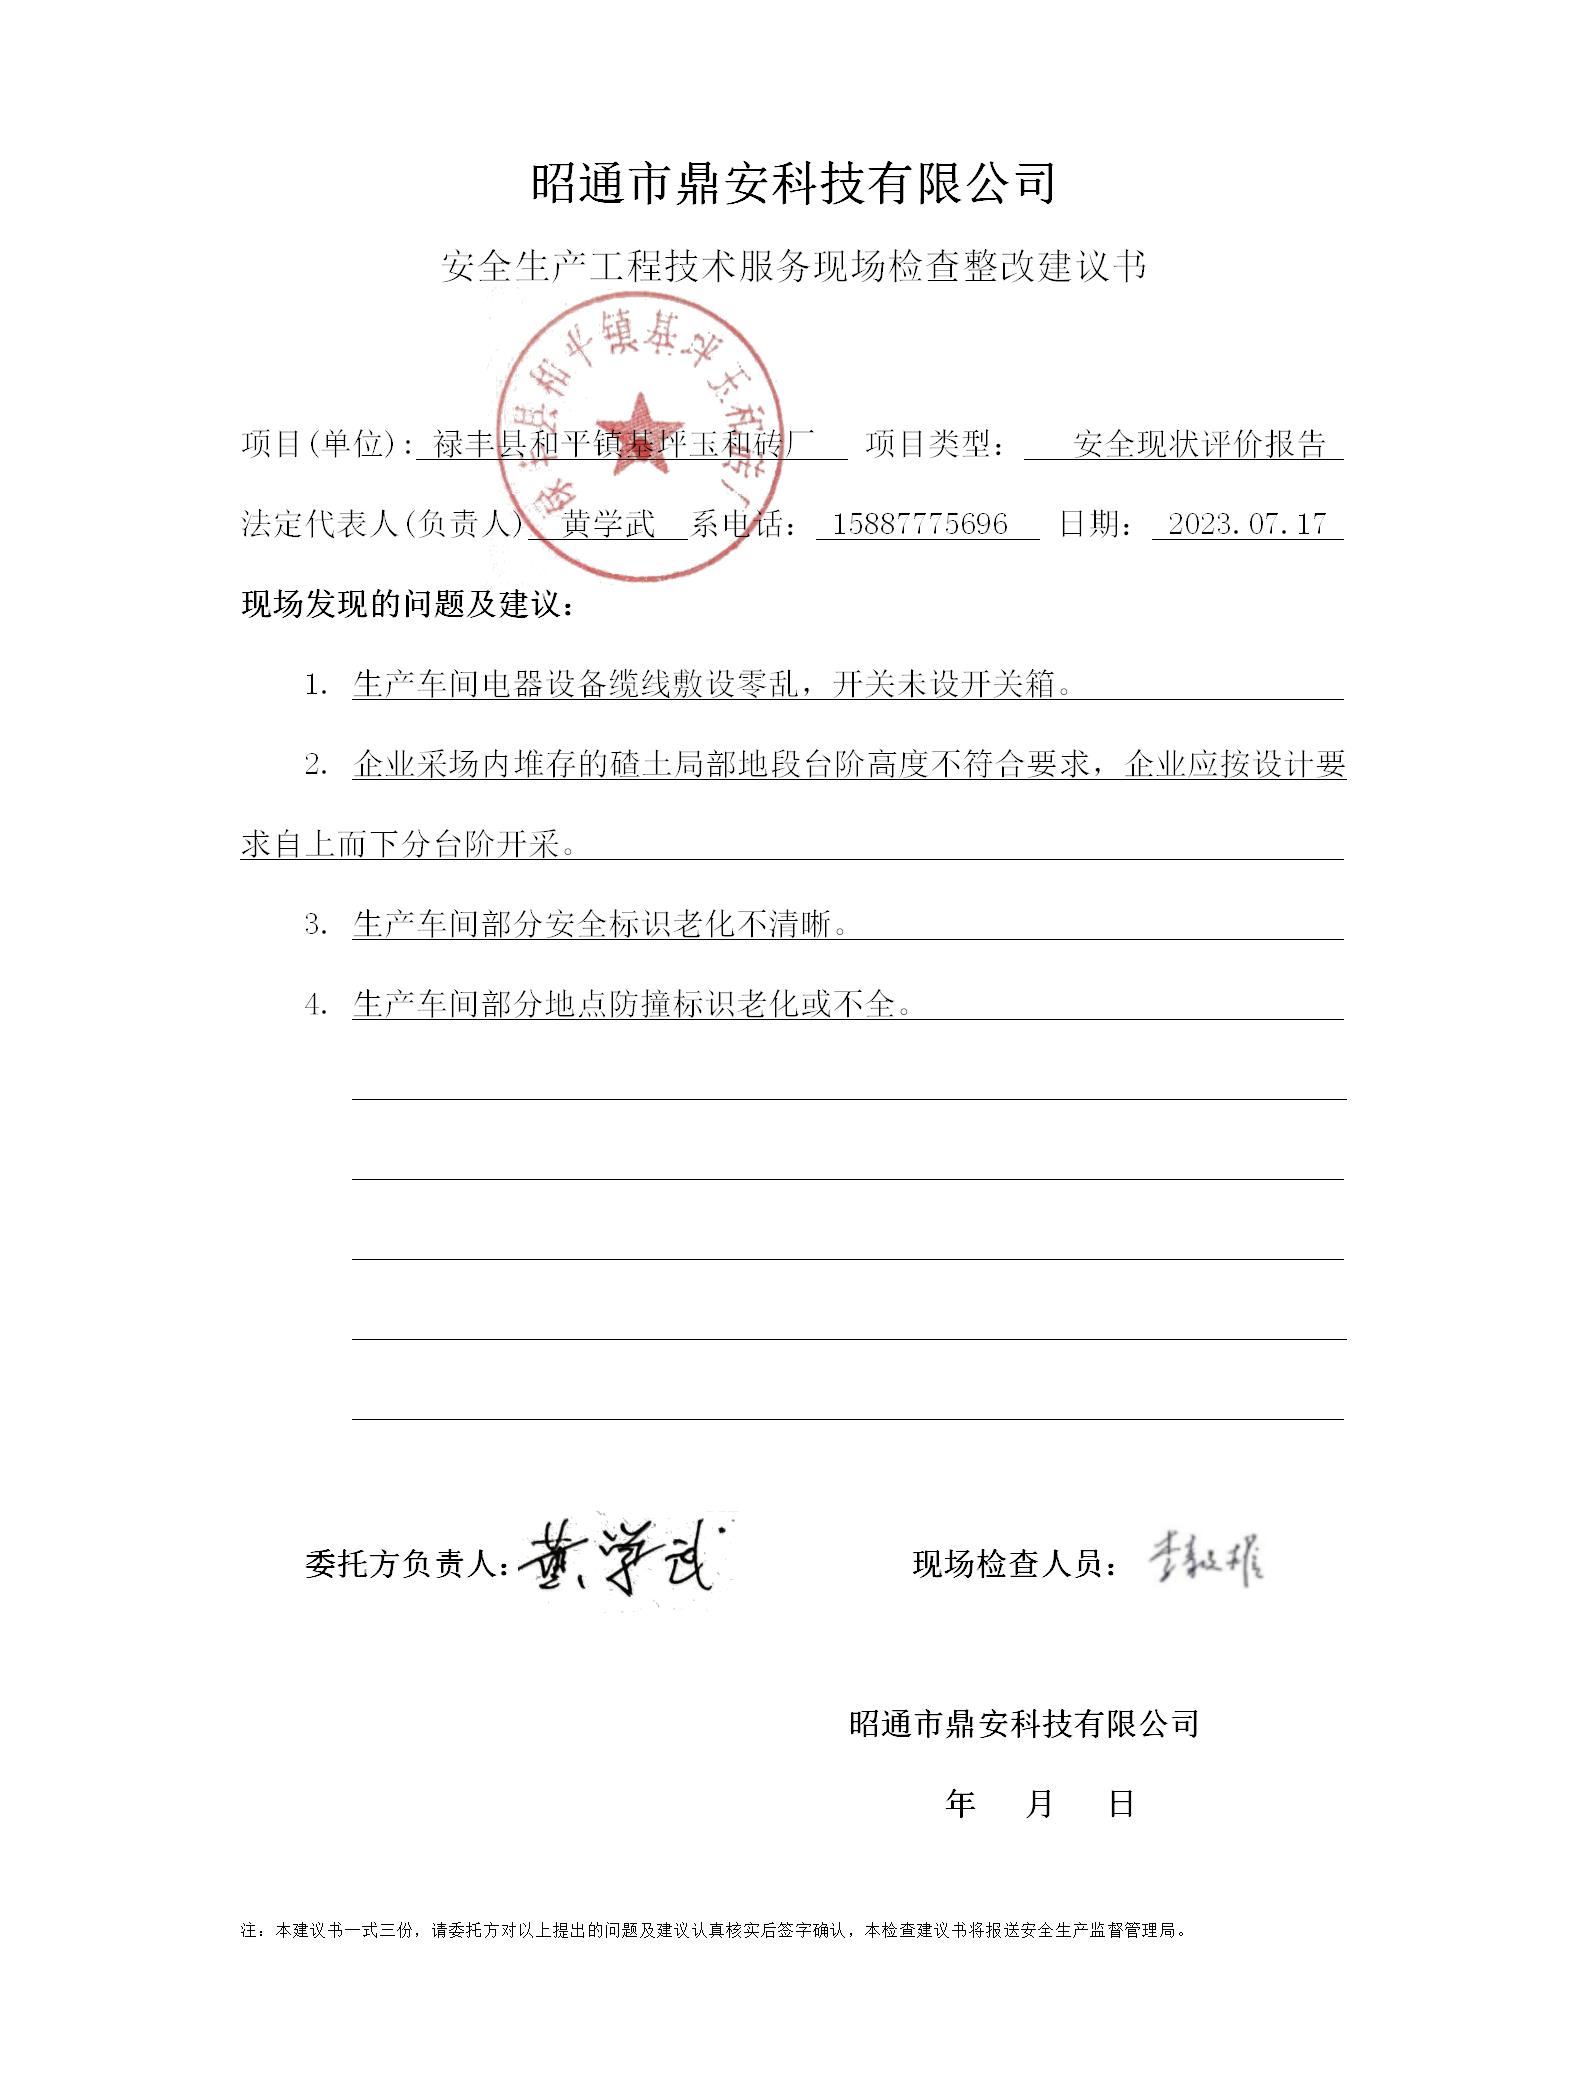 昭通市鼎安科技有限公司
安全生产工程技术服务现场检查整改建议书
禄丰县和平镇基坪玉和砖厂
项目(单位): 禄丰县和平镇基坪玉和砖厂 项目类型： 安全现状评价报告
法定代表人(负责人) 黄学武 系电话： 15887775696 日期： 2023.07.17
现场发现的问题及建议：
1. 生产车间电器设备缆线敷设零乱，开关未设开关箱。
2. 企业采场内堆存的碴土局部地段台阶高度不符合要求，企业应按设计要
求自上而下分台阶开采。
3. 生产车间部分安全标识老化不清晰。
4. 生产车间部分地点防撞标识老化或不全。
委托方负责人：黄学武 现场检查人员：
昭通市鼎安科技有限公司
年 月 日
注：本建议书一式三份，请委托方对以上提出的问题及建议认真核实后签字确认，本检查建议书将报送安全生产监督管理局。